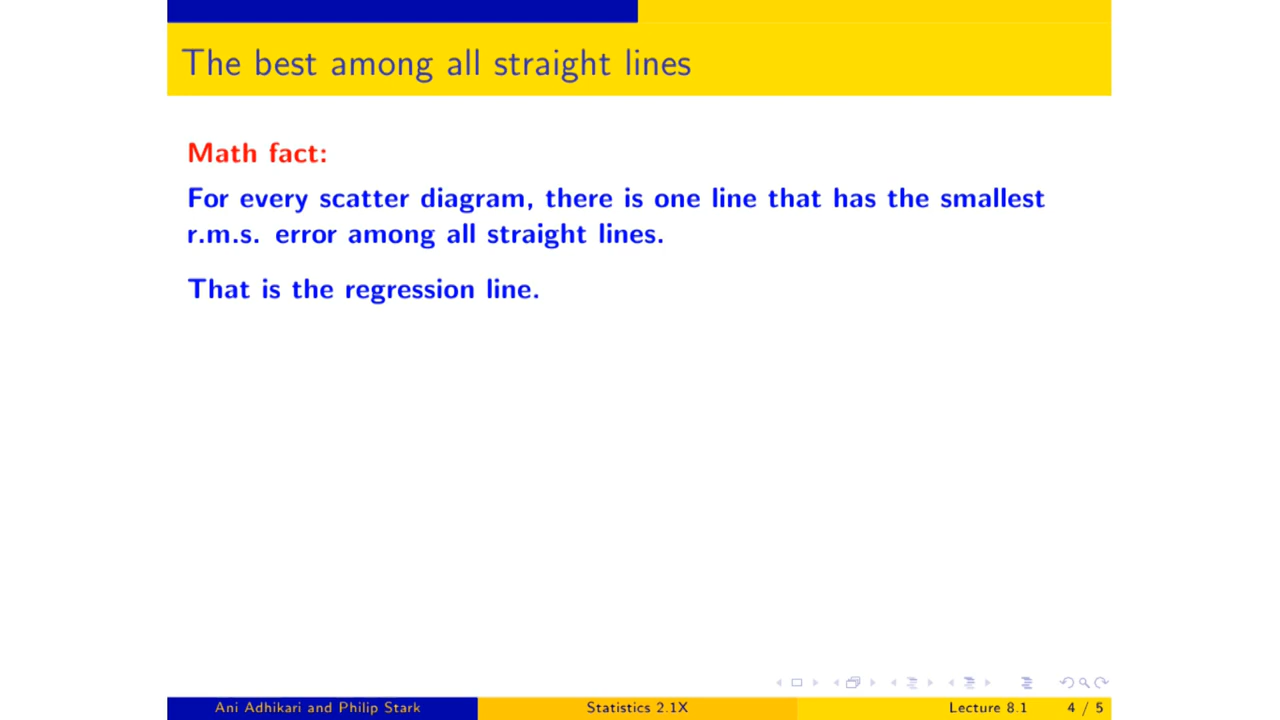 The best among all straight lines
Math fact:
For every scatter diagram, there is one line that has the smallest
r.m.s. error among all straight lines.
That is the regression line.
Ani Adhikari and Philip Stark
Statistics 2.1X
Lecture 8.1
4 / 5